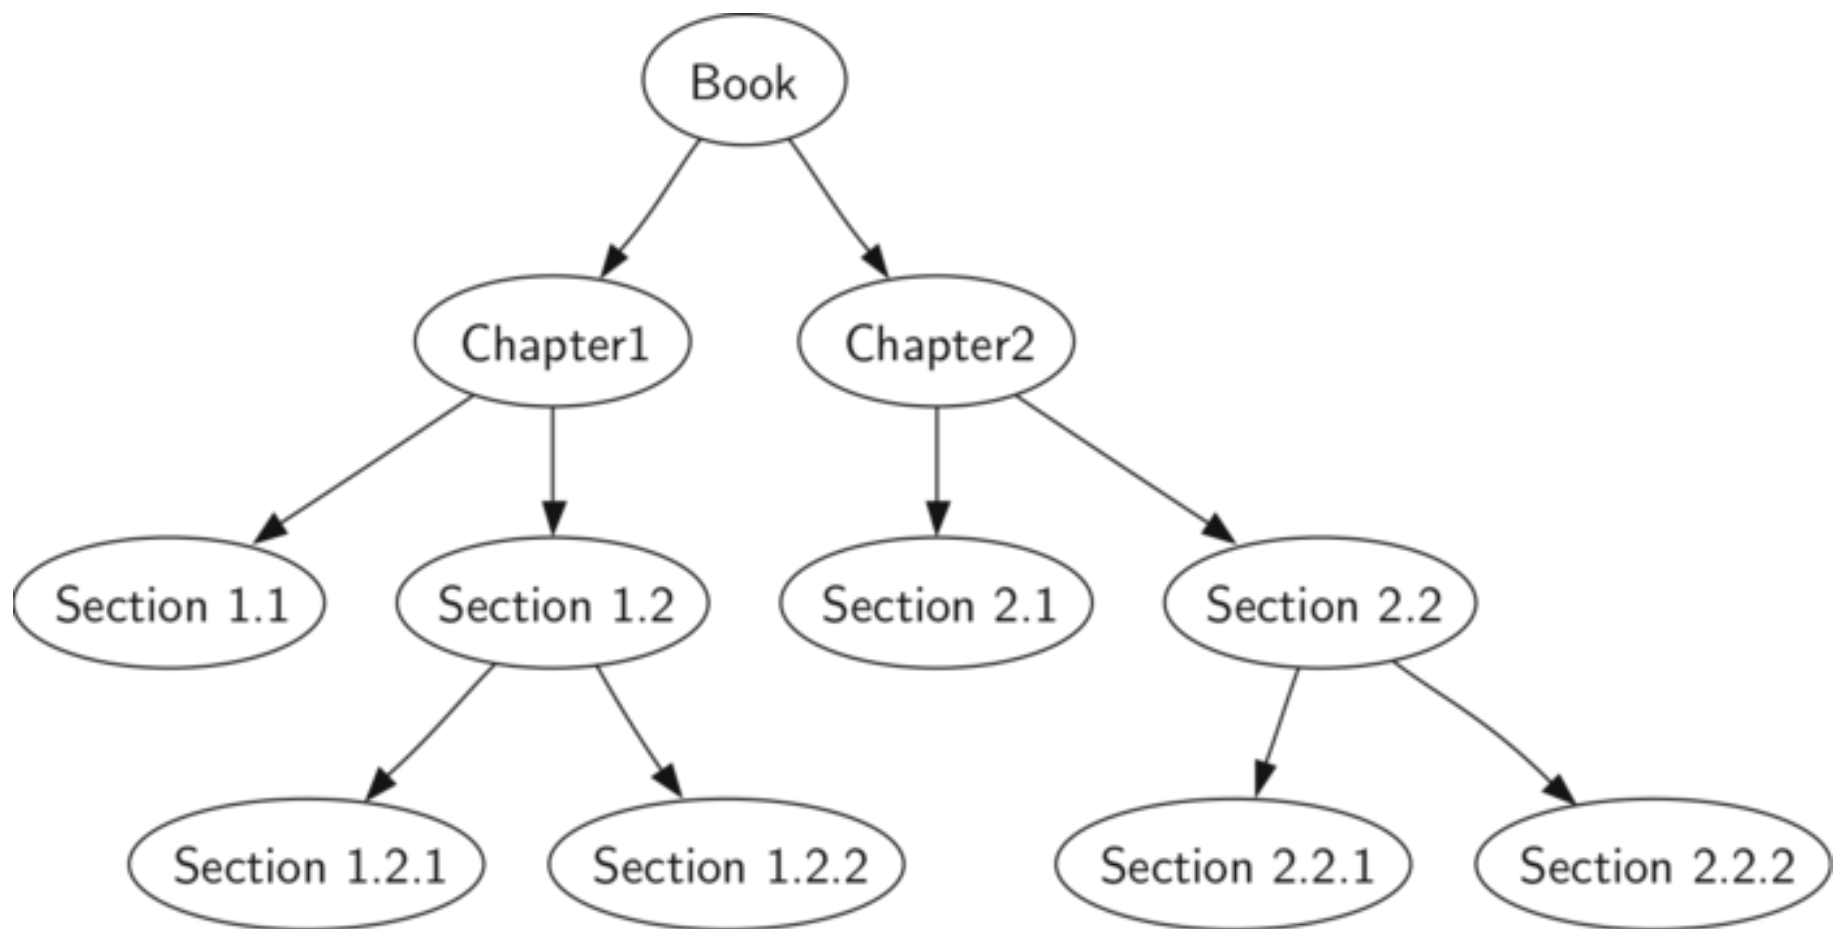 Book
Chapter1
Chapter2
Section 1.1
Section 1.2
Section 2.1
Section 2.2
Section 1.2.1
Section 1.2.2
Section 2.2.1
Section 2.2.2